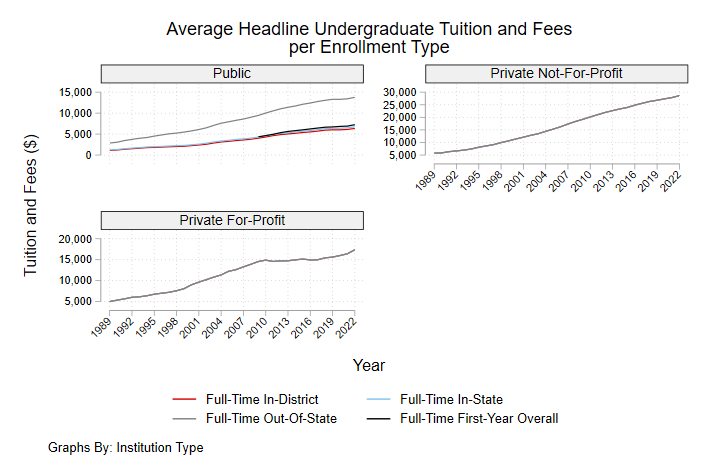 Average Headline Undergraduate Tuition and Fees
per Enrollment Type
Public
Private Not-For-Profit
15,000
10,000
5,000
0
30,000
25,000
20,000
15,000
10,000
5,000
1989 1992 1995 1998 2001 2004 2007 2010 2013 2016 2019 2022
Private For-Profit
20,000
15,000
10,000
5,000
1989 1992 1995 1998 2001 2004 2007 2010 2013 2016 2019 2022
Tuition and Fees ($)
Year
Full-Time In-District
Full-Time In-State
Full-Time Out-Of-State
Full-Time First-Year Overall
Graphs By: Institution Type